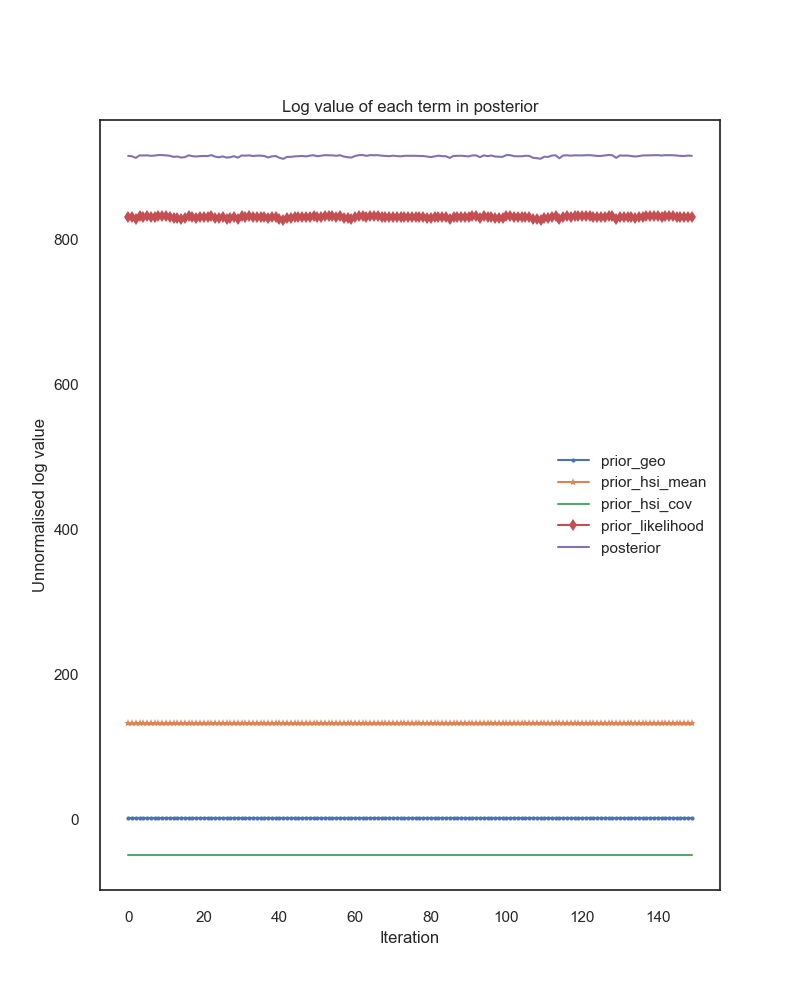 Log value of each term in posterior
Unnormalised log value
800
600
400
200
0
prior_geo
prior_hsi_mean
prior_hsi_cov
prior_likelihood
posterior
0 20 40 60 80 100 120 140
Iteration